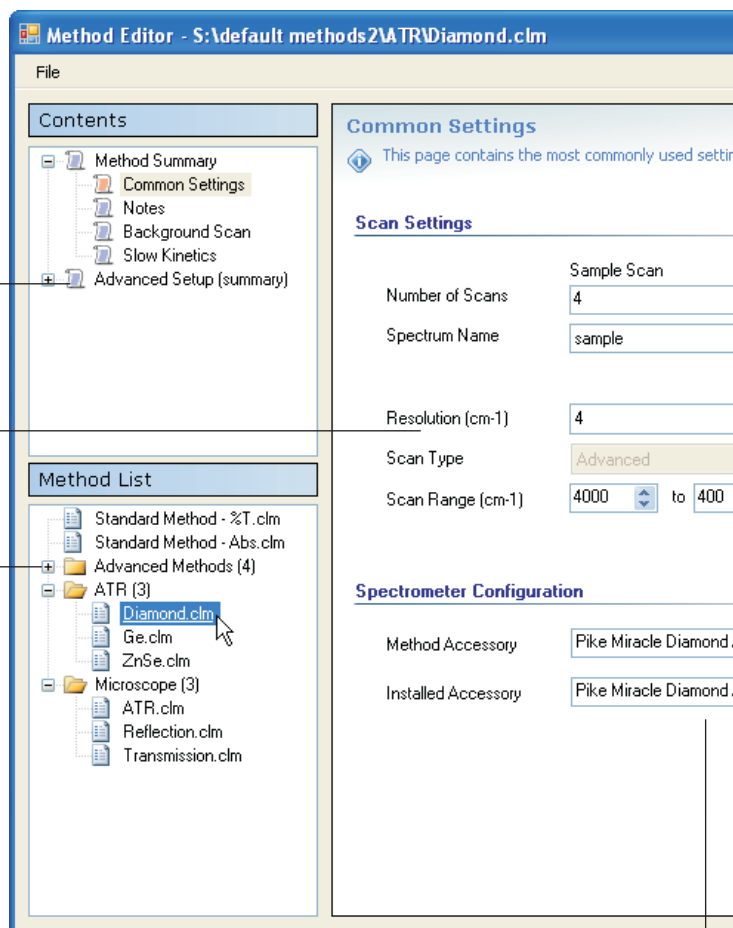 Method Editor - S:\default methods2\ATR\Diamond.clm
File
Contents
Method Summary
Common Settings
Notes
Background Scan
Slow Kinetics
Advanced Setup (summary)
Method List
Standard Method - %T.clm
Standard Method - Abs.clm
Advanced Methods (4)
ATR (3)
Diamond.clm
Ge.clm
ZnSe.clm
Microscope (3)
ATR.clm
Reflection.clm
Transmission.clm
Common Settings
This page contains the most commonly used
Scan Settings
Sample Scan
Number of Scans 4
Spectrum Name sample
Resolution (cm-1) 4
Scan Type Advanced
Scan Range (cm-1) 4000 to 400
Spectrometer Configuration
Method Accessory Pike Miracle Diamond
Installed Accessory Pike Miracle Diamond